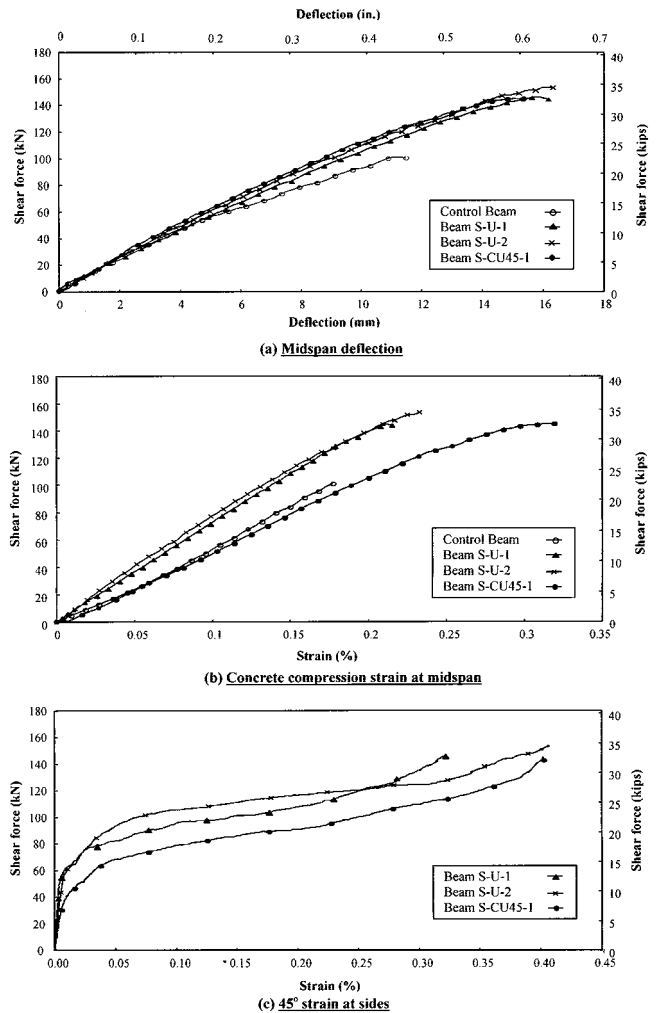 Deflection (in.)
0 0.1 0.2 0.3 0.4 0.5 0.6 0.7
180 40
160 35
140 30
120 25
100 20
80 15
60 10
40 5
20 0
0
Shear force (kN)
Shear force (kips)
Control Beam
Beam S-U-1
Beam S-U-2
Beam S-CU45-1
0 2 4 6 8 10 12 14 16 18
Deflection (mm)
(a) Midspan deflection
180 40
160 35
140 30
120 25
100 20
80 15
60 10
40 5
20 0
0
Shear force (kN)
Shear force (kips)
Control Beam
Beam S-U-1
Beam S-U-2
Beam S-CU45-1
0.05 0.1 0.15 0.2 0.25 0.3 0.35
Strain (%)
(b) Concrete compression strain at midspan
180 40
160 35
140 30
120 25
100 20
80 15
60 10
40 5
20 0
0
Shear force (kN)
Shear force (kips)
Beam S-U-1
Beam S-U-2
Beam S-CU45-1
0.00 0.05 0.10 0.15 0.20 0.25 0.30 0.35 0.40 0.45
Strain (%)
(c) 45° strain at sides